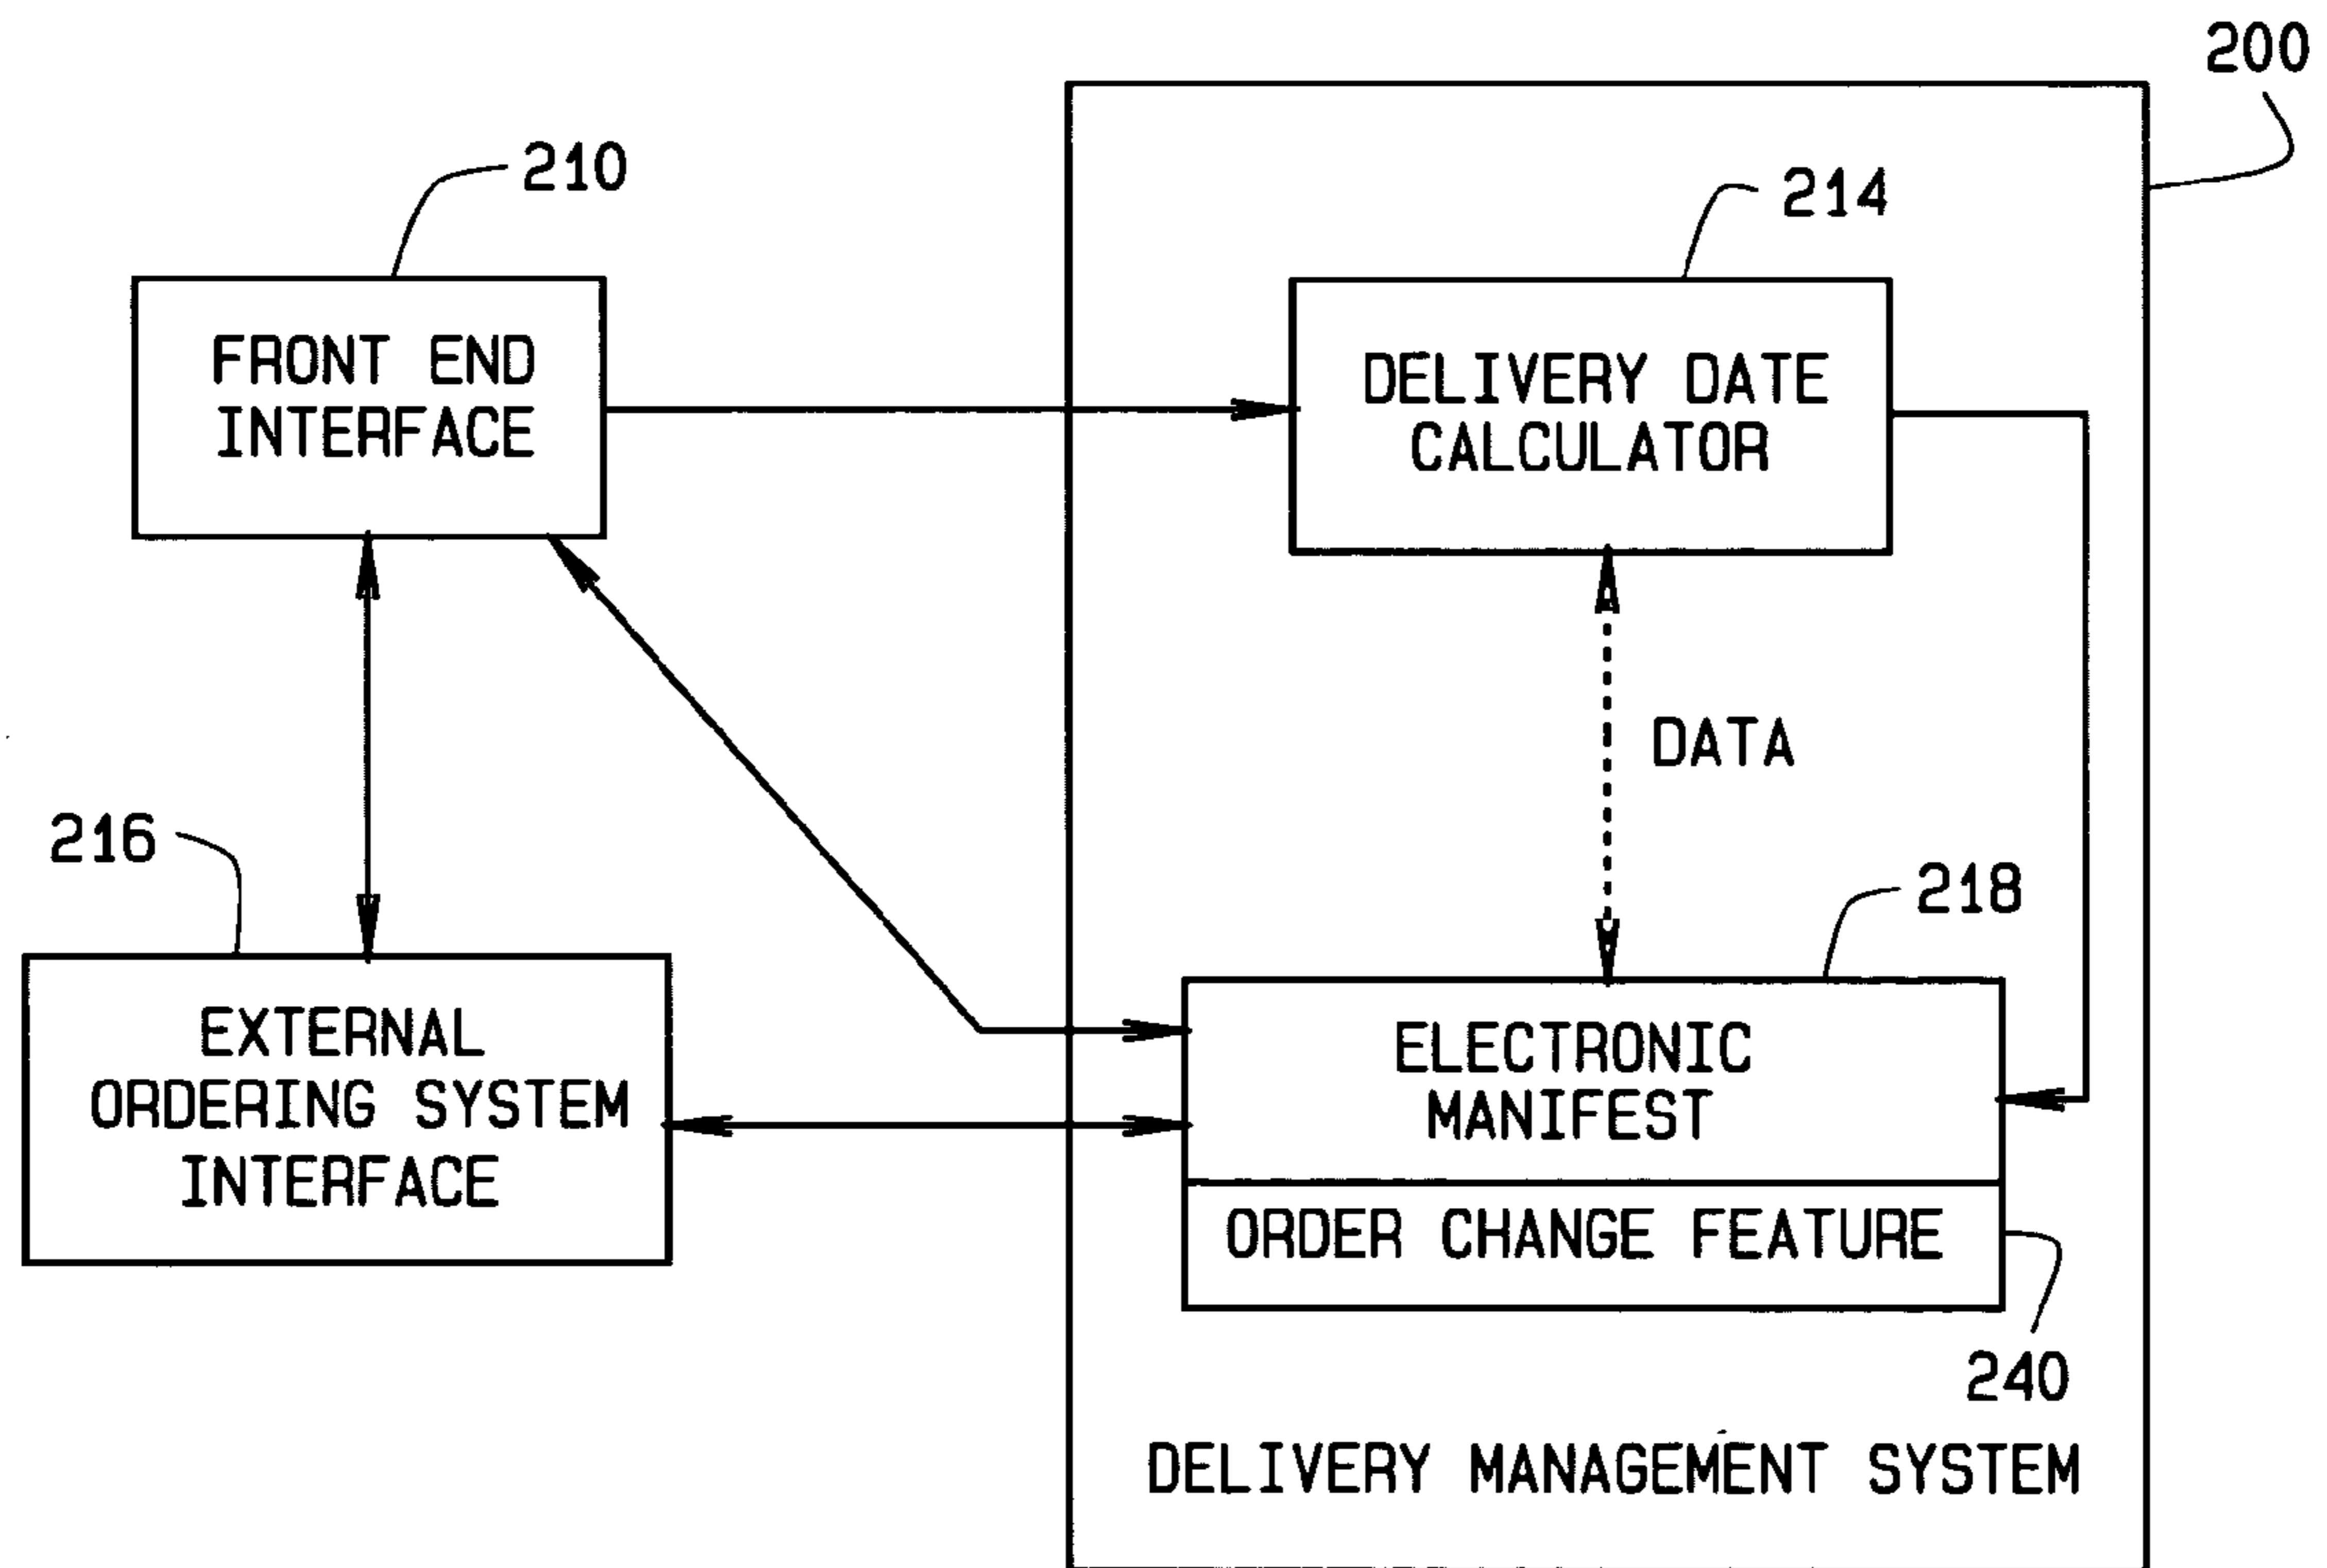 200
210
214
FRONT END
INTERFACE
DELIVERY DATE
CALCULATOR
DATA
216
218
EXTERNAL
ORDERING SYSTEM
INTERFACE
ELECTRONIC
MANIFEST
ORDER CHANGE FEATURE
240
DELIVERY MANAGEMENT SYSTEM